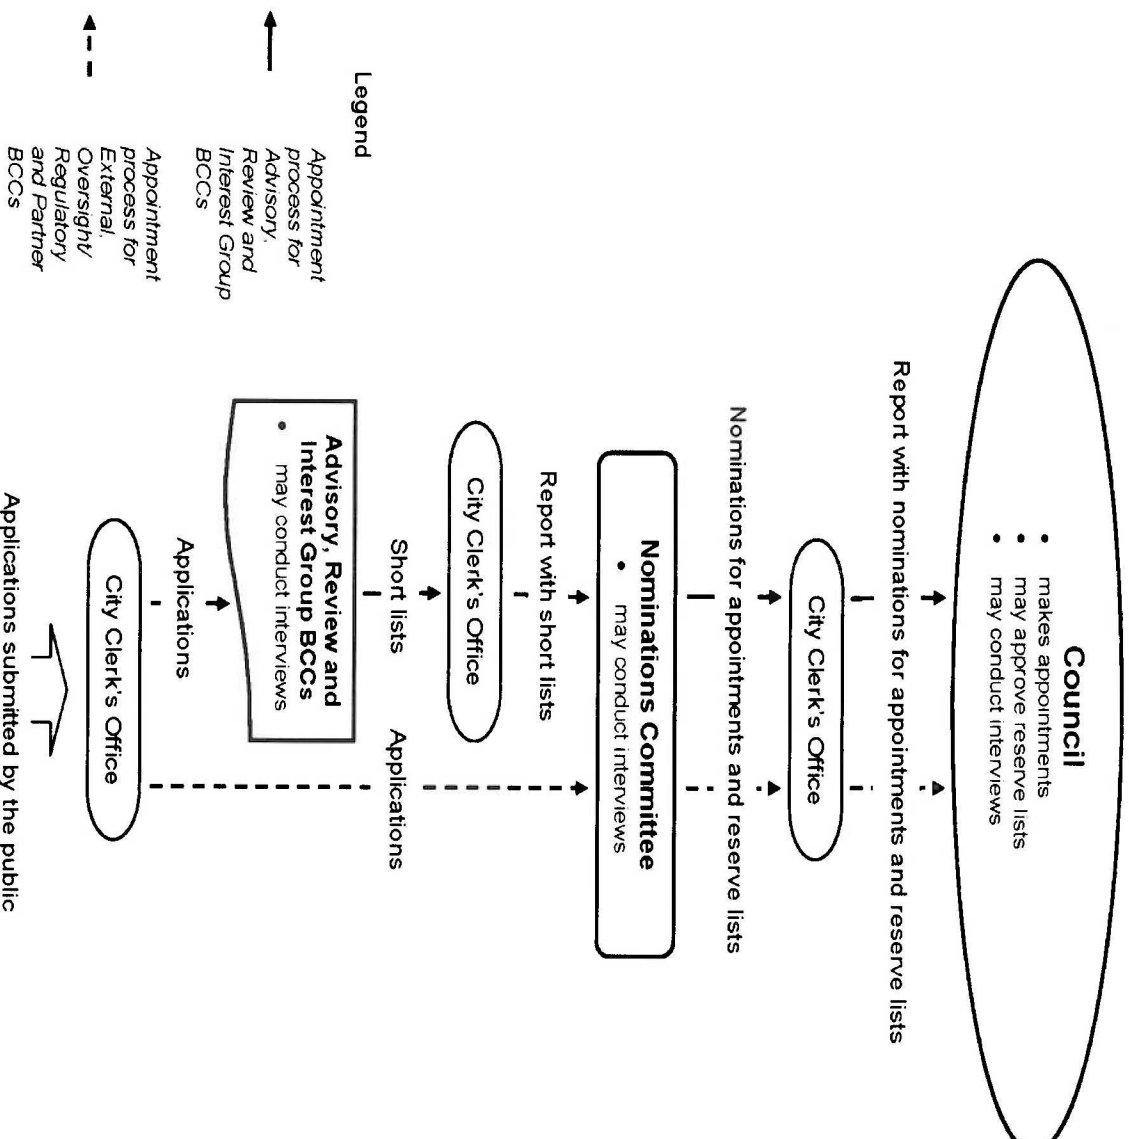 Council
• makes appointments
• may approve reserve lists
• may conduct interviews
Report with nominations for appointments and reserve lists
City Clerk's Office
Nominations for appointments and reserve lists
Nominations Committee
• may conduct interviews
Report with short lists
City Clerk's Office
Short lists
Applications
Advisory, Review and
Interest Group BCCs
• may conduct interviews
Applications
City Clerk's Office
Applications submitted by the public
Legend
Appointment
process for
Advisory,
Review and
Interest Group
BCCs
Appointment
process for
External,
Oversight/
Regulatory
and Partner
BCCs